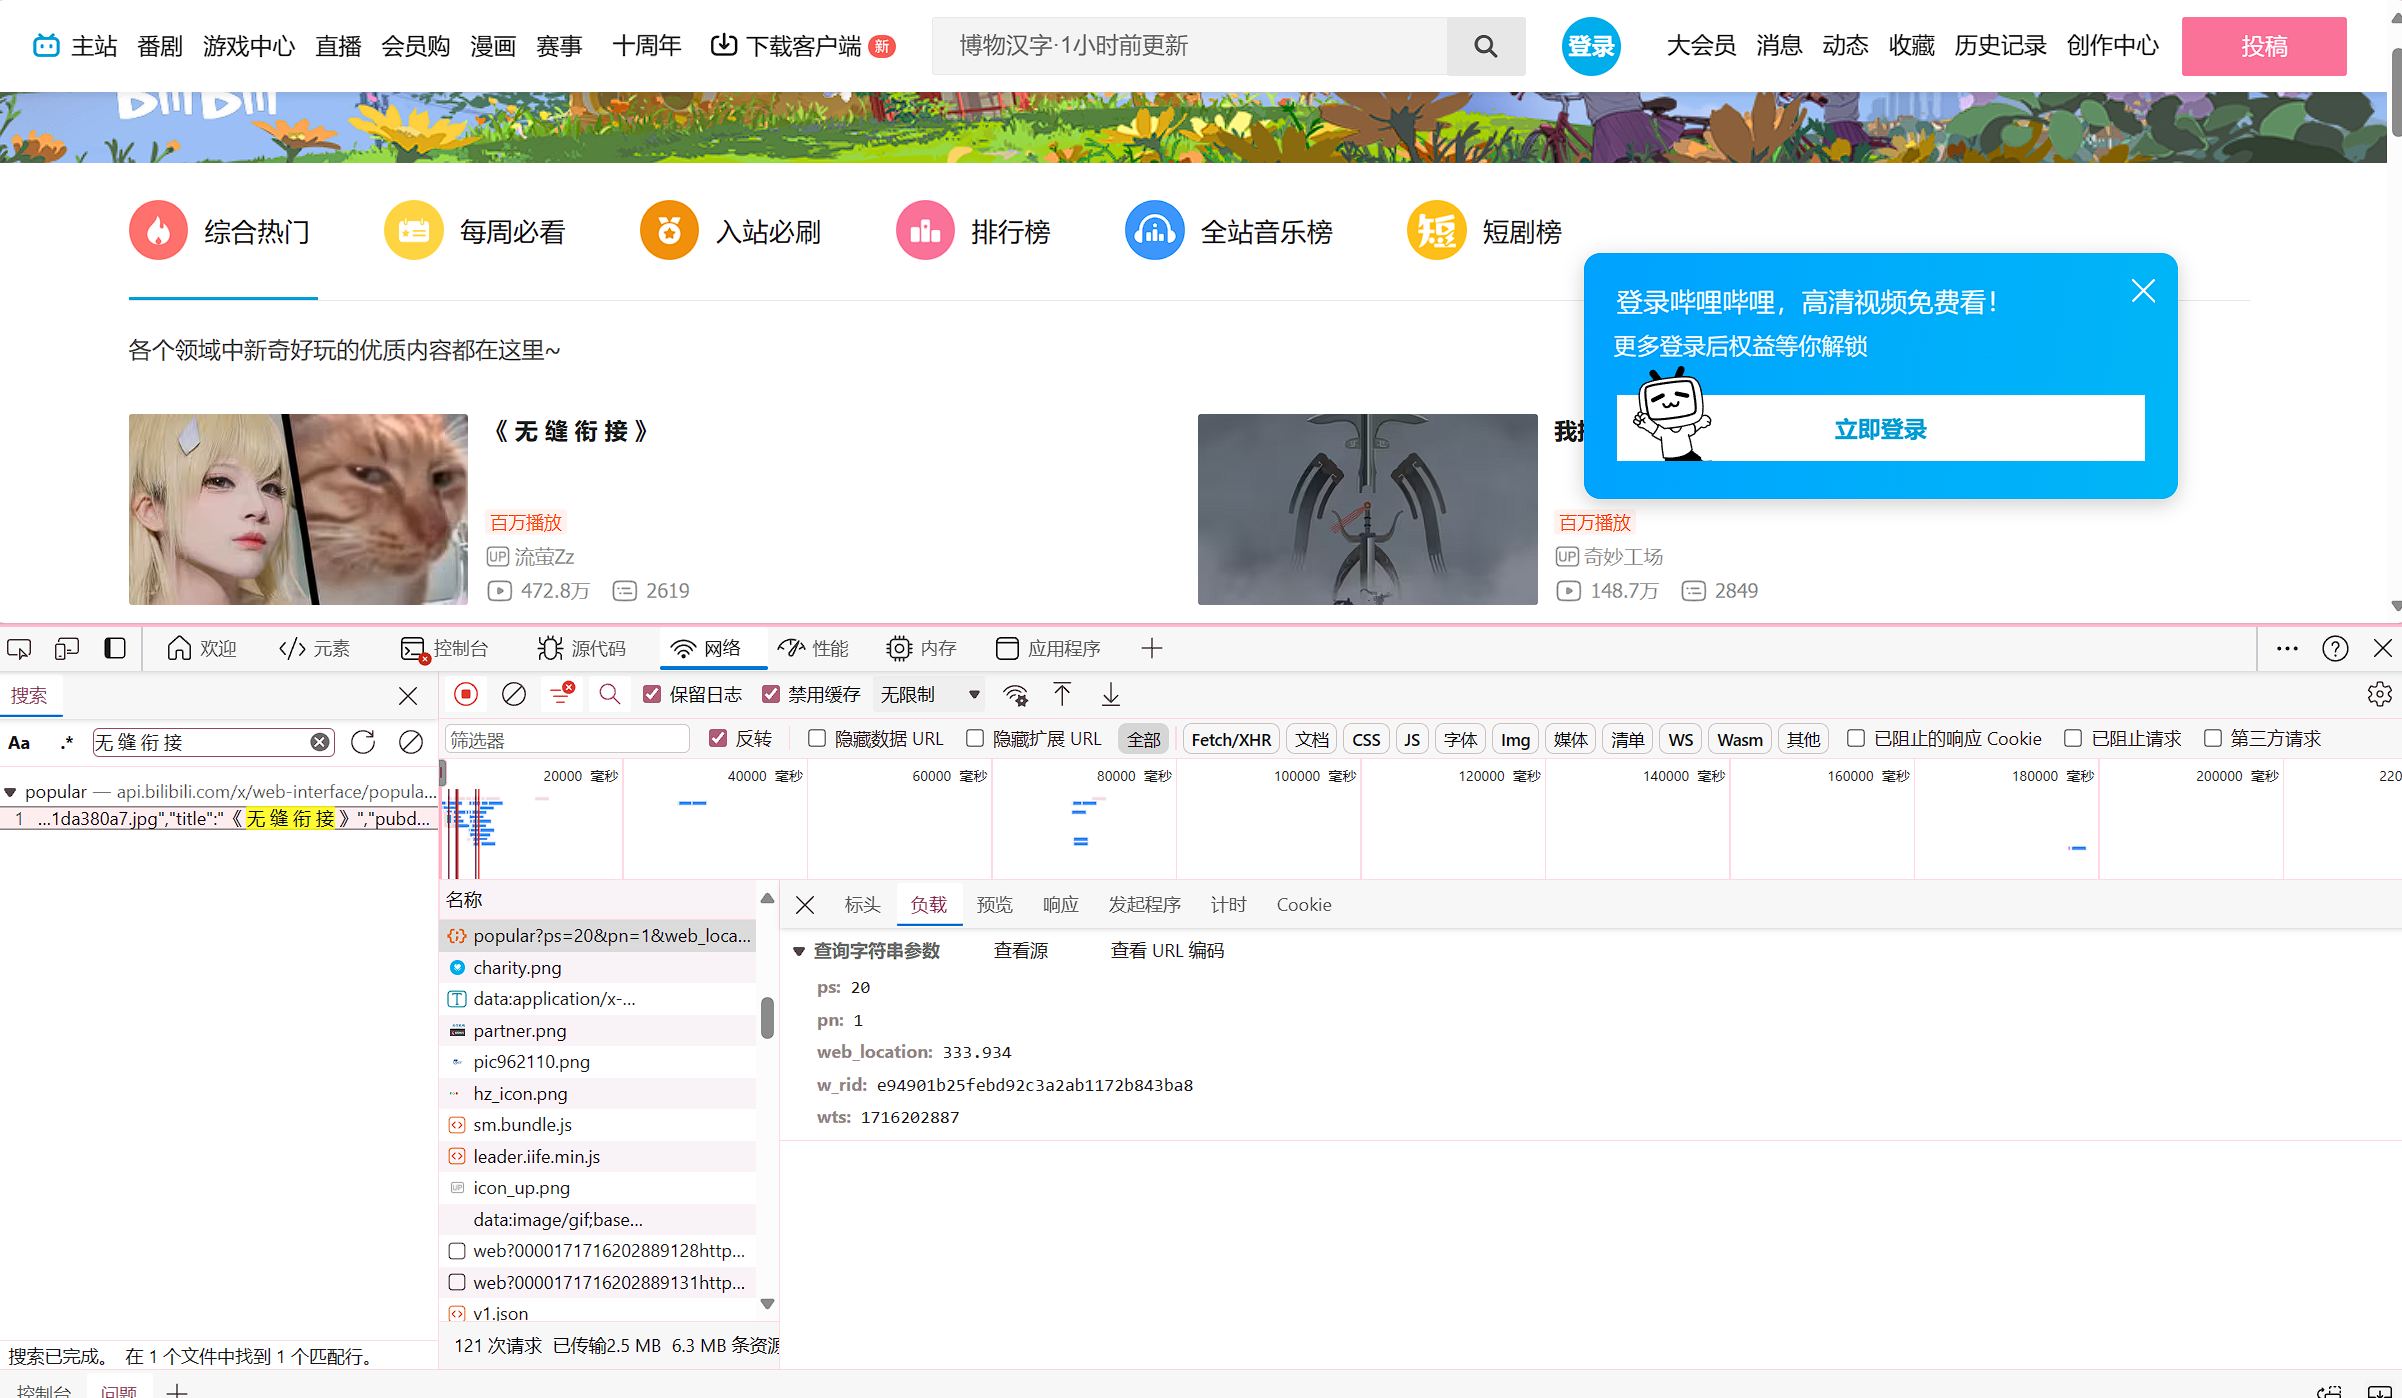 主站 番剧 游戏中心 直播 会员购 漫画 赛事 十周年 下载客户端 新 博物汉字·1小时前更新 登录 大会员 消息 动态 收藏 历史记录 创作中心 投稿
综合热门 每周必看 入站必刷 排行榜 全站音乐榜 短 短剧榜
登录哔哩哔哩，高清视频免费看！
更多登录后权益等你解锁
立即登录
各个领域中新奇好玩的优质内容都在这里~
《 无 缝 衔 接 》
百万播放
UP 流萤Zz
472.8万 2619
百万播放
UP 奇妙工场
148.7万 2849
欢迎 元素 控制台 源代码 网络 性能 内存 应用程序
搜索 保留日志 禁用缓存 无限制
Aa .* 无 缝 衔 接 筛选器 反转 隐藏数据 URL 隐藏扩展 URL 全部 Fetch/XHR 文档 CSS JS 字体 Img 媒体 清单 WS Wasm 其他 已阻止的响应 Cookie 已阻止请求 第三方请求
20000 毫秒 40000 毫秒 60000 毫秒 80000 毫秒 100000 毫秒 120000 毫秒 140000 毫秒 160000 毫秒 180000 毫秒 200000 毫秒 220
popular — api.bilibili.com/x/web-interface/popula...
1 ...1da380a7.jpg","title":"《 无 缝 衔 接 》","pubd...
名称
popular?ps=20&pn=1&web_loca...
charity.png
data:application/x-...
partner.png
pic962110.png
hz_icon.png
sm.bundle.js
leader.iife.min.js
icon_up.png
data:image/gif;base...
web?0000171716202889128http...
web?0000171716202889131http...
v1.json
标头 负载 预览 响应 发起程序 计时 Cookie
查询字符串参数 查看源 查看 URL 编码
ps: 20
pn: 1
web_location: 333.934
w_rid: e94901b25febd92c3a2ab1172b843ba8
wts: 1716202887
搜索已完成。 在 1 个文件中找到 1 个匹配行。
121 次请求 已传输2.5 MB 6.3 MB 条资源
控制台 问题